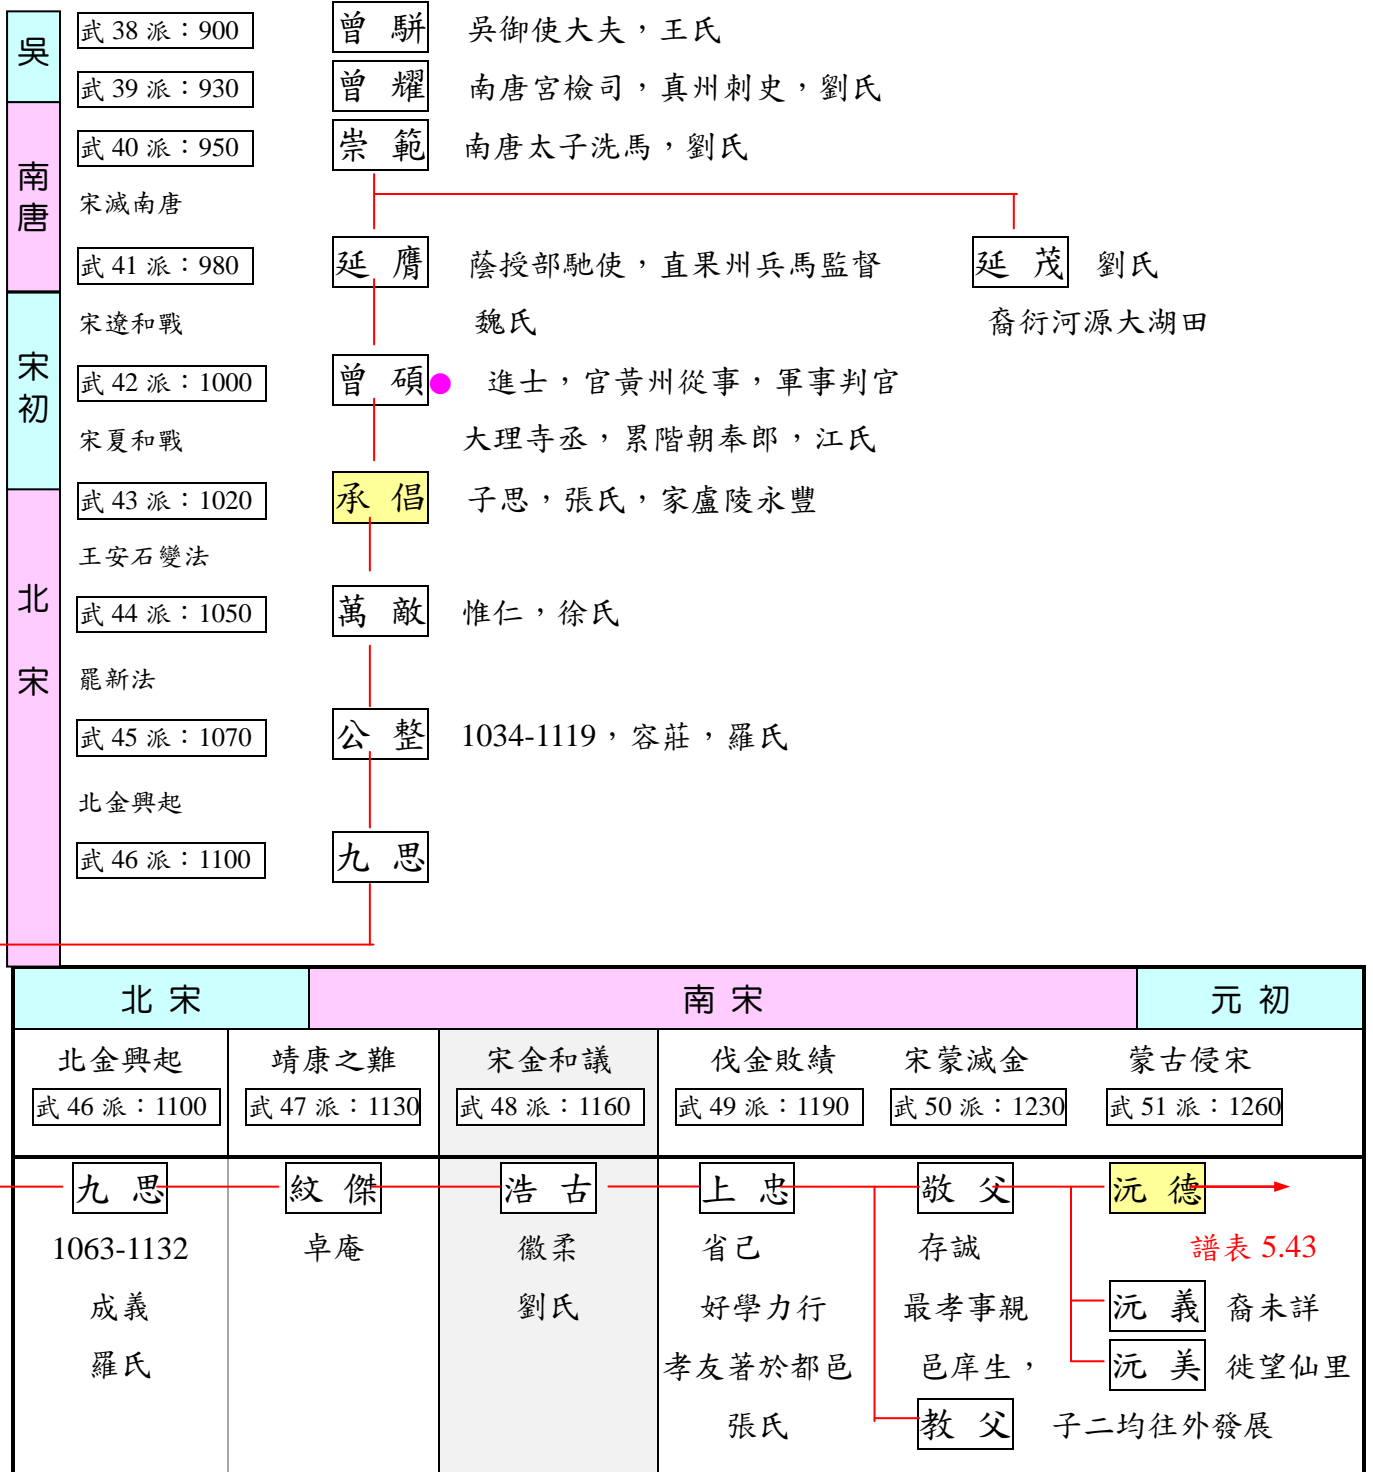 吳
武 38 派：900 曾 駢 吳御使大夫，王氏
武 39 派：930 曾 耀 南唐宮檢司，真州刺史，劉氏
南唐
武 40 派：950 崇 範 南唐太子洗馬，劉氏
宋滅南唐
武 41 派：980 延 膺 蔭授部馳使，直果州兵馬監督 延 茂 劉氏
宋遼和戰 魏氏 裔衍河源大湖田
宋初
武 42 派：1000 曾 碩 進士，官黃州從事，軍事判官
宋夏和戰 大理寺丞，累階朝奉郎，江氏
北宋
武 43 派：1020 承 倡 子思，張氏，家盧陵永豐
王安石變法
武 44 派：1050 萬 敵 惟仁，徐氏
罷新法
武 45 派：1070 公 整 1034-1119，容莊，羅氏
北金興起
武 46 派：1100 九 思
北 宋 南 宋 元 初
北金興起 靖康之難 宋金和議 伐金敗績 宋蒙滅金 蒙古侵宋
武 46 派：1100 武 47 派：1130 武 48 派：1160 武 49 派：1190 武 50 派：1230 武 51 派：1260
九 思 紋 傑 浩 古 上 忠 敬 父 沅 德
1063-1132 卓庵 徽柔 省己 存誠 譜表 5.43
成義 劉氏 好學力行 最孝事親 沅 義 裔未詳
羅氏 孝友著於都邑 邑庠生， 沅 美 徙望仙里
張氏 教 父 子二均往外發展